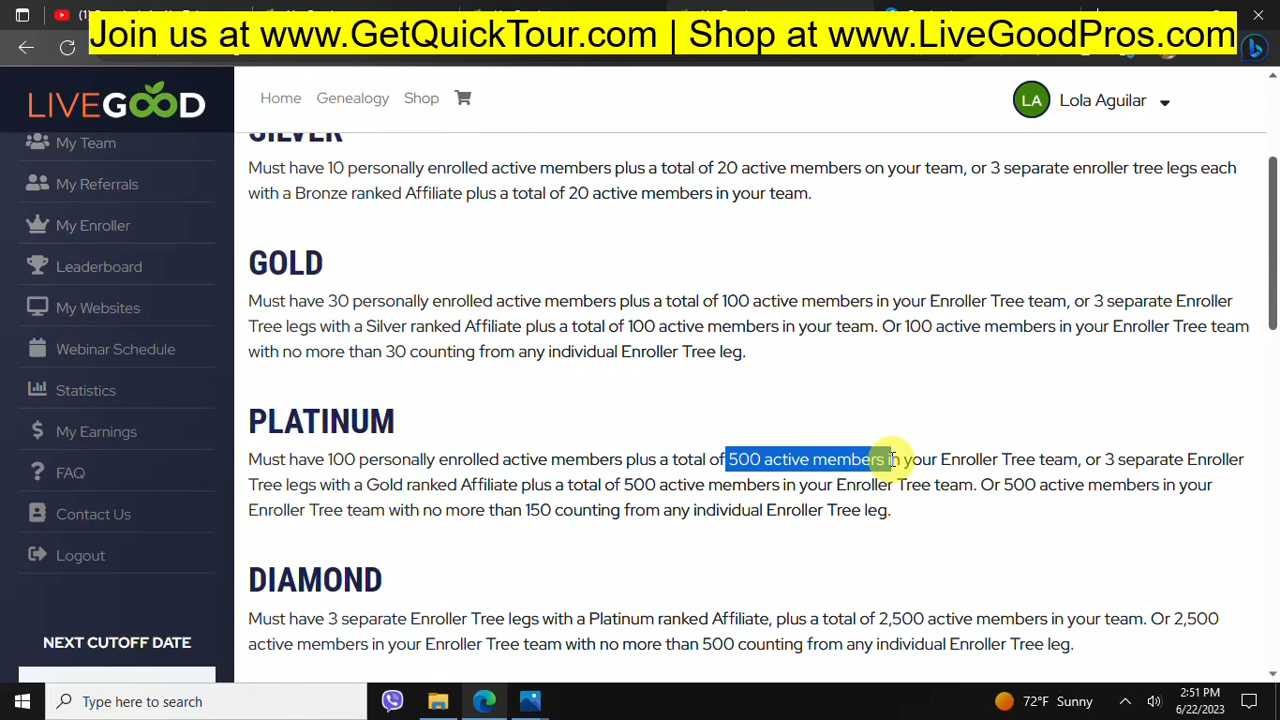 Join us at www.GetQuickTour.com | Shop at www.LiveGoodPros.com
LIVEGOOD
Home Genealogy Shop
LA Lola Aguilar
My Team
My Referrals
My Enroller
Leaderboard
My Websites
Webinar Schedule
Statistics
My Earnings
FAQ
Contact Us
Logout
NEXT CUTOFF DATE
SILVER
Must have 10 personally enrolled active members plus a total of 20 active members on your team, or 3 separate enroller tree legs each
with a Bronze ranked Affiliate plus a total of 20 active members in your team.
GOLD
Must have 30 personally enrolled active members plus a total of 100 active members in your Enroller Tree team, or 3 separate Enroller
Tree legs with a Silver ranked Affiliate plus a total of 100 active members in your team. Or 100 active members in your Enroller Tree team
with no more than 30 counting from any individual Enroller Tree leg.
PLATINUM
Must have 100 personally enrolled active members plus a total of 500 active members in your Enroller Tree team, or 3 separate Enroller
Tree legs with a Gold ranked Affiliate plus a total of 500 active members in your Enroller Tree team. Or 500 active members in your
Enroller Tree team with no more than 150 counting from any individual Enroller Tree leg.
DIAMOND
Must have 3 separate Enroller Tree legs with a Platinum ranked Affiliate, plus a total of 2,500 active members in your team. Or 2,500
active members in your Enroller Tree team with no more than 500 counting from any individual Enroller Tree leg.
Type here to search
72°F Sunny
2:51 PM
6/22/2023